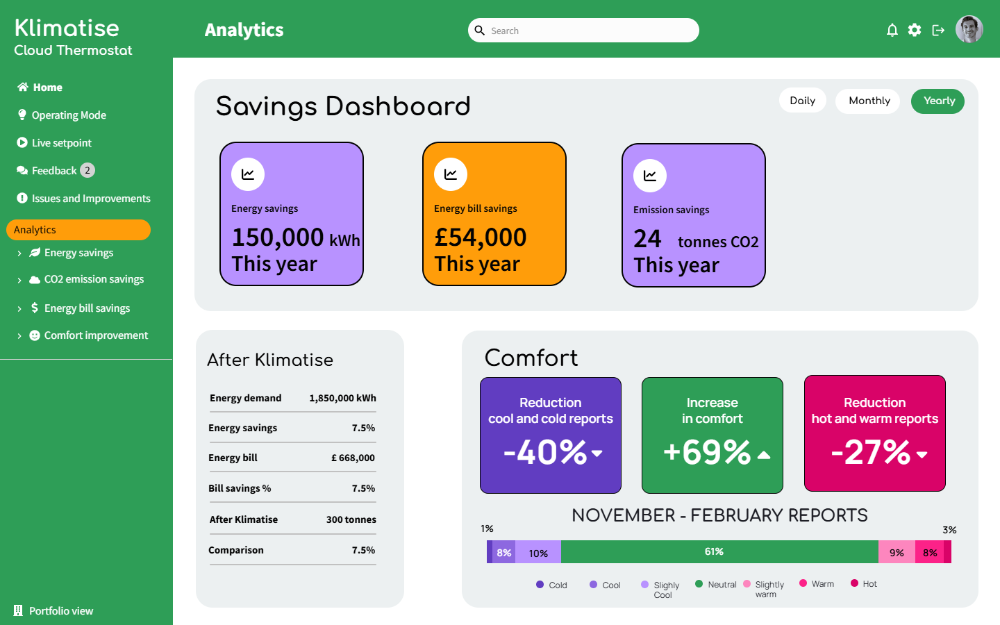 Klimatise
Cloud Thermostat
Analytics
Search
Home
Operating Mode
Live setpoint
Feedback 2
Issues and Improvements
Analytics
Energy savings
CO2 emission savings
Energy bill savings
Comfort improvement
Portfolio view
Savings Dashboard
Daily
Monthly
Yearly
Energy savings
150,000 kWh
This year
Energy bill savings
£54,000
This year
Emission savings
24 tonnes CO2
This year
After Klimatise
Energy demand 1,850,000 kWh
Energy savings 7.5%
Energy bill £ 668,000
Bill savings % 7.5%
After Klimatise 300 tonnes
Comparison 7.5%
Comfort
Reduction
cool and cold reports
-40%
Increase
in comfort
+69%
Reduction
hot and warm reports
-27%
NOVEMBER - FEBRUARY REPORTS
1% 3%
8% 10% 61% 9% 8%
Cold
Cool
Slighly
Cool
Neutral
Slightly
warm
Warm
Hot